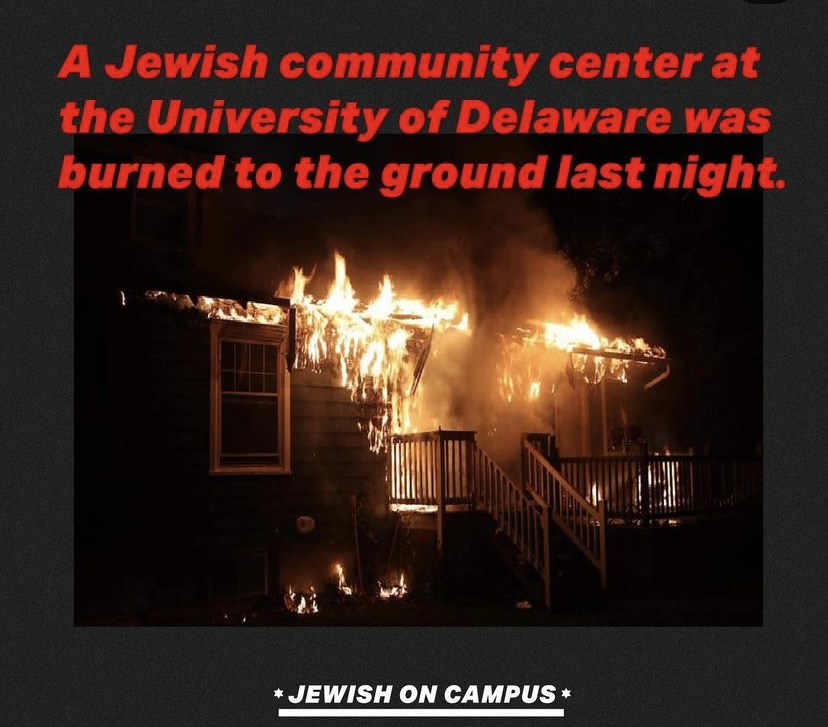 A Jewish community center at
the University of Delaware was
burned to the ground last night.
* JEWISH ON CAMPUS *